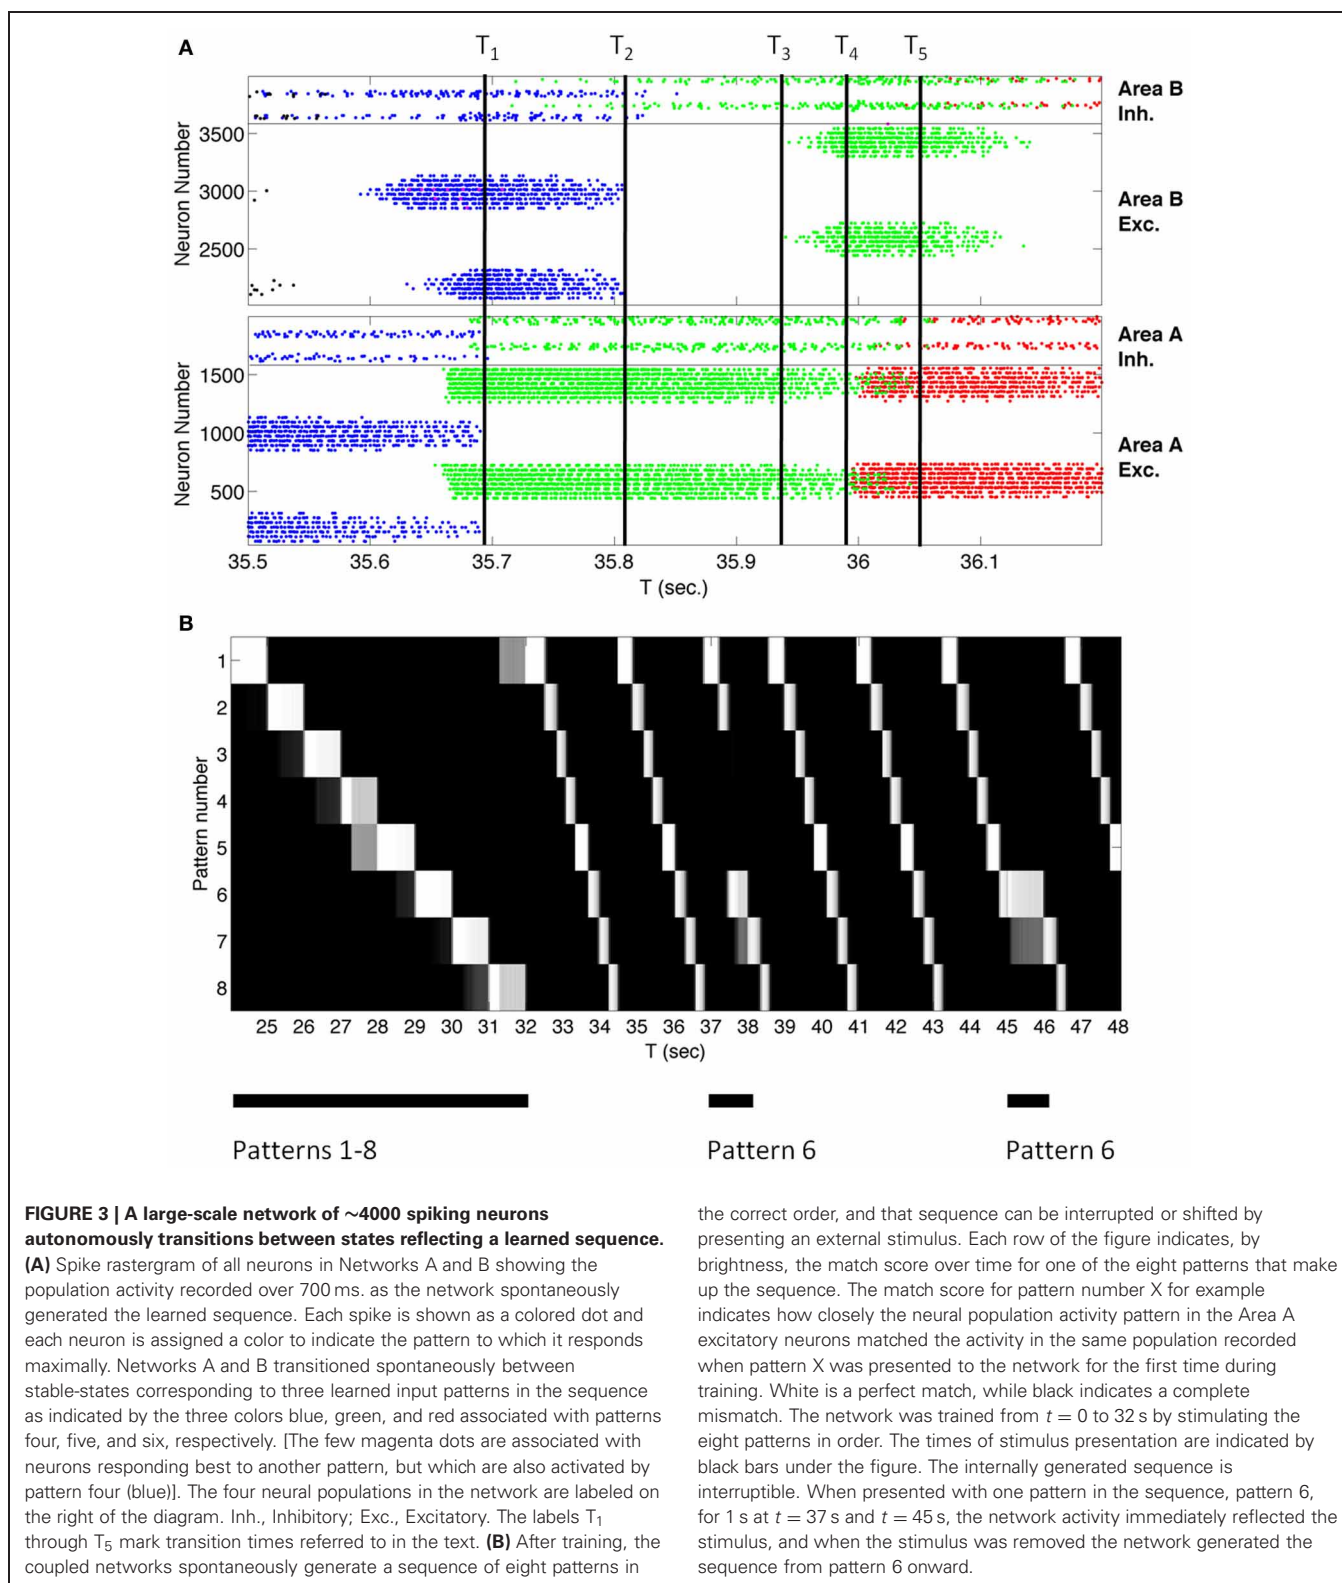 A
T1 T2 T3 T4 T5
Area B
Inh.
3500
3000
2500
Neuron Number
Area B
Exc.
Area A
Inh.
1500
1000
500
Neuron Number
Area A
Exc.
35.5 35.6 35.7 35.8 35.9 36 36.1
T (sec.)
B
1
2
3
4
5
6
7
8
Pattern number
25 26 27 28 29 30 31 32 33 34 35 36 37 38 39 40 41 42 43 44 45 46 47 48
T (sec)
Patterns 1-8 Pattern 6 Pattern 6
FIGURE 3 | A large-scale network of ∼4000 spiking neurons
autonomously transitions between states reflecting a learned sequence.
(A) Spike rastergram of all neurons in Networks A and B showing the
population activity recorded over 700 ms. as the network spontaneously
generated the learned sequence. Each spike is shown as a colored dot and
each neuron is assigned a color to indicate the pattern to which it responds
maximally. Networks A and B transitioned spontaneously between
stable-states corresponding to three learned input patterns in the sequence
as indicated by the three colors blue, green, and red associated with patterns
four, five, and six, respectively. [The few magenta dots are associated with
neurons responding best to another pattern, but which are also activated by
pattern four (blue)]. The four neural populations in the network are labeled on
the right of the diagram. Inh., Inhibitory; Exc., Excitatory. The labels T1
through T5 mark transition times referred to in the text. (B) After training, the
coupled networks spontaneously generate a sequence of eight patterns in
the correct order, and that sequence can be interrupted or shifted by
presenting an external stimulus. Each row of the figure indicates, by
brightness, the match score over time for one of the eight patterns that make
up the sequence. The match score for pattern number X for example
indicates how closely the neural population activity pattern in the Area A
excitatory neurons matched the activity in the same population recorded
when pattern X was presented to the network for the first time during
training. White is a perfect match, while black indicates a complete
mismatch. The network was trained from t = 0 to 32 s by stimulating the
eight patterns in order. The times of stimulus presentation are indicated by
black bars under the figure. The internally generated sequence is
interruptible. When presented with one pattern in the sequence, pattern 6,
for 1 s at t = 37 s and t = 45 s, the network activity immediately reflected the
stimulus, and when the stimulus was removed the network generated the
sequence from pattern 6 onward.